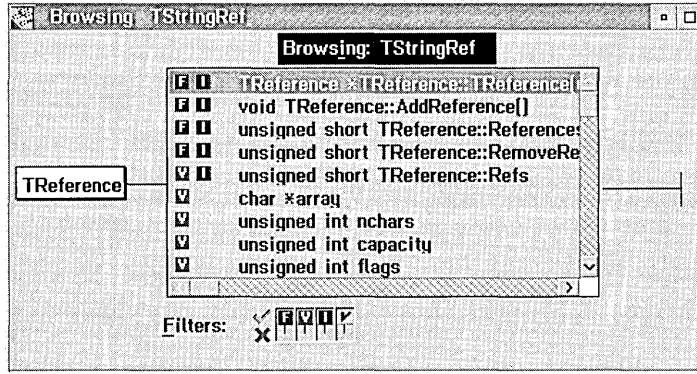 Browsing TStringRef
Browsing: TStringRef
F I TReference *TReference::TReference[
F I void TReference::AddReference[]
F I unsigned short TReference::References
F I unsigned short TReference::RemoveRe
V I unsigned short TReference::Refs
V char *array
V unsigned int nchars
V unsigned int capacity
V unsigned int flags
TReference
Filters: F V I V